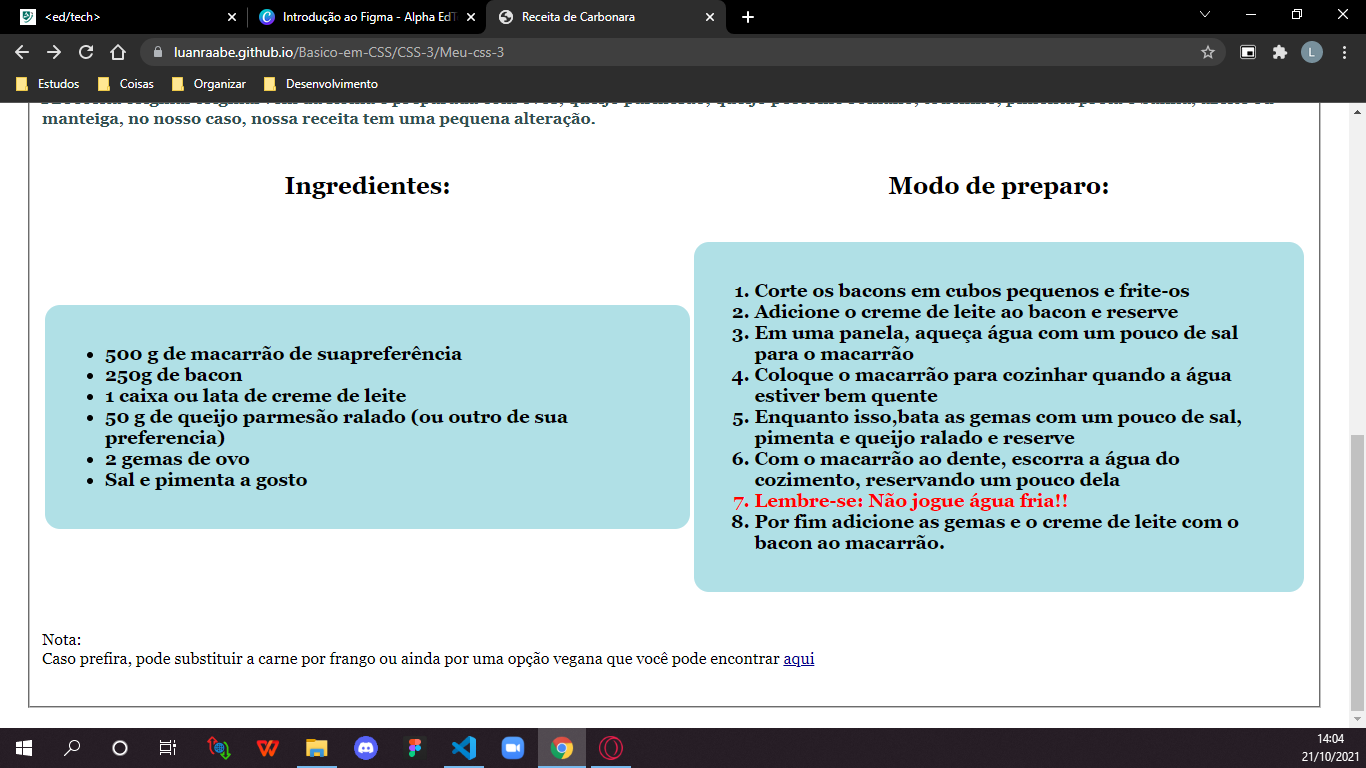 <ed/tech>
Introdução ao Figma - Alpha EdT
Receita de Carbonara
luanraabe.github.io/Basico-em-CSS/CSS-3/Meu-css-3
L
Estudos
Coisas
Organizar
Desenvolvimento
manteiga, no nosso caso, nossa receita tem uma pequena alteração.
Ingredientes:
• 500 g de macarrão de suapreferência
• 250g de bacon
• 1 caixa ou lata de creme de leite
• 50 g de queijo parmesão ralado (ou outro de sua
preferencia)
• 2 gemas de ovo
• Sal e pimenta a gosto
Modo de preparo:
1. Corte os bacons em cubos pequenos e frite-os
2. Adicione o creme de leite ao bacon e reserve
3. Em uma panela, aqueça água com um pouco de sal
para o macarrão
4. Coloque o macarrão para cozinhar quando a água
estiver bem quente
5. Enquanto isso,bata as gemas com um pouco de sal,
pimenta e queijo ralado e reserve
6. Com o macarrão ao dente, escorra a água do
cozimento, reservando um pouco dela
7. Lembre-se: Não jogue água fria!!
8. Por fim adicione as gemas e o creme de leite com o
bacon ao macarrão.
Nota:
Caso prefira, pode substituir a carne por frango ou ainda por uma opção vegana que você pode encontrar aqui
14:04
21/10/2021